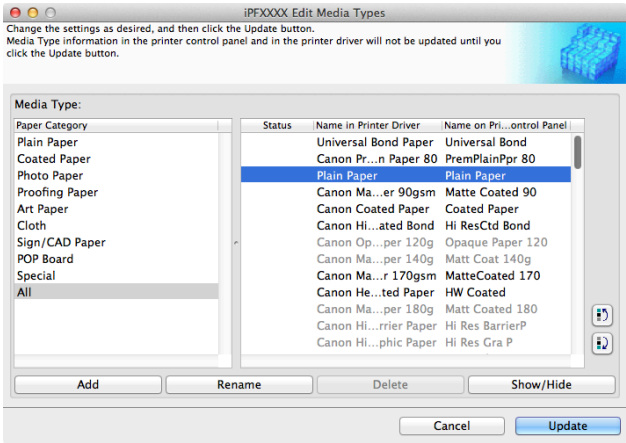 iPFXXXX Edit Media Types
Change the settings as desired, and then click the Update button.
Media Type information in the printer control panel and in the printer driver will not be updated until you
click the Update button.
Media Type:
Paper Category
Plain Paper
Coated Paper
Photo Paper
Proofing Paper
Art Paper
Cloth
Sign/CAD Paper
POP Board
Special
All
Status Name in Printer Driver Name on Pri...ontrol Panel
Universal Bond Paper Universal Bond
Canon Pr...n Paper 80 PremPlainPpr 80
Plain Paper Plain Paper
Canon Ma...er 90gsm Matte Coated 90
Canon Coated Paper Coated Paper
Canon Hi...ated Bond Hi ResCtd Bond
Canon Op...per 120g Opaque Paper 120
Canon Ma...per 140g Matt Coat 140g
Canon Ma...r 170gsm MatteCoated 170
Canon He...ted Paper HW Coated
Canon Ma...per 180g Matt Coated 180
Canon Hi...rrier Paper Hi Res BarrierP
Canon Hi...phic Paper Hi Res Gra P
Add Rename Delete Show/Hide
Cancel Update